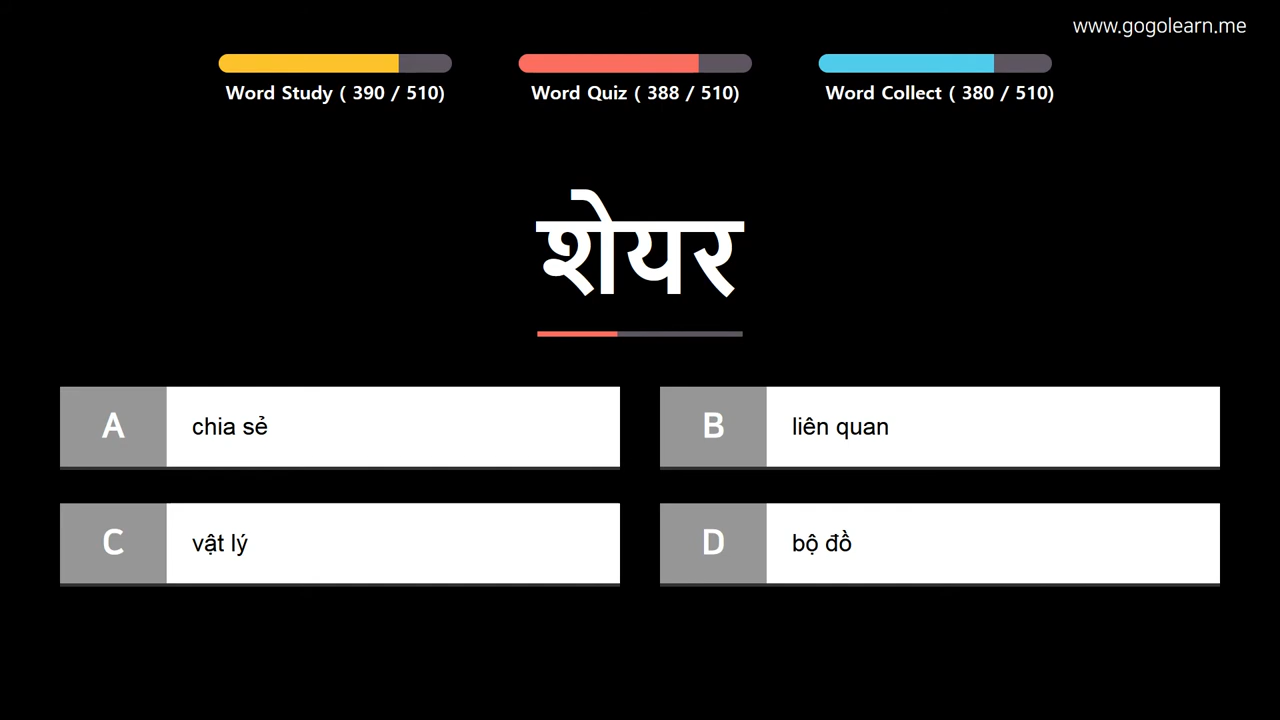 www.gogolearn.me
Word Study ( 390 / 510)
Word Quiz ( 388 / 510)
Word Collect ( 380 / 510)
शेयर
A chia sẻ
B liên quan
C vật lý
D bộ đồ